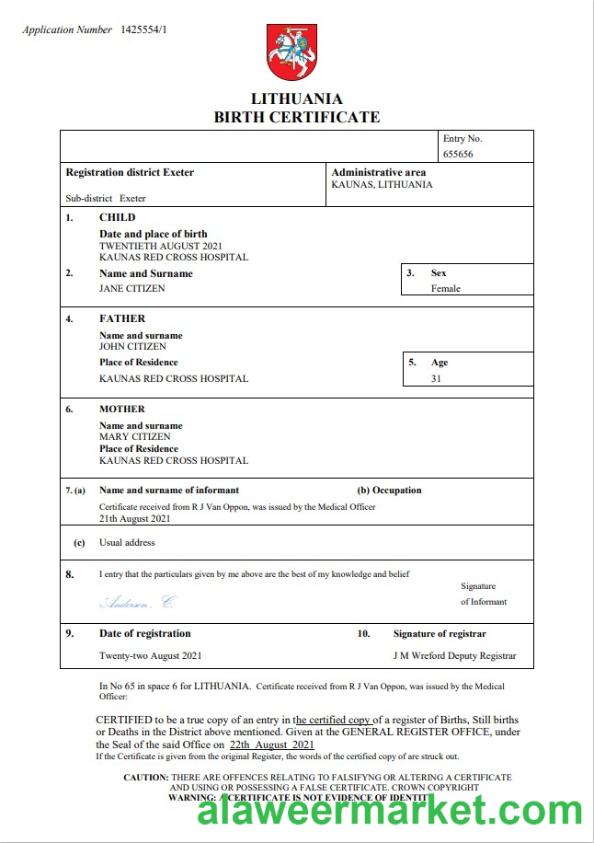 Application Number 1425554/1
LITHUANIA
BIRTH CERTIFICATE
Entry No.
655656
Registration district Exeter
Administrative area
KAUNAS, LITHUANIA
Sub-district Exeter
1. CHILD
Date and place of birth
TWENTIETH AUGUST 2021
KAUNAS RED CROSS HOSPITAL
2. Name and Surname
3. Sex
JANE CITIZEN
Female
4. FATHER
Name and surname
JOHN CITIZEN
Place of Residence
5. Age
KAUNAS RED CROSS HOSPITAL
31
6. MOTHER
Name and surname
MARY CITIZEN
Place of Residence
KAUNAS RED CROSS HOSPITAL
7. (a) Name and surname of informant
(b) Occupation
Certificate received from R J Van Oppon, was issued by the Medical Officer
21th August 2021
(c) Usual address
8. I entry that the particulars given by me above are the best of my knowledge and belief
Signature
Anderson . C.
of Informant
9. Date of registration
10. Signature of registrar
Twenty-two August 2021
J M Wreford Deputy Registrar
In No 65 in space 6 for LITHUANIA. Certificate received from R J Van Oppon, was issued by the Medical
Officer:
CERTIFIED to be a true copy of an entry in the certified copy of a register of Births, Still births
or Deaths in the District above mentioned. Given at the GENERAL REGISTER OFFICE, under
the Seal of the said Office on 22th August 2021
If the Certificate is given from the original Register, the words of the certified copy of are struck out.
CAUTION: THERE ARE OFFENCES RELATING TO FALSIFYNG OR ALTERING A CERTIFICATE
AND USING OR POSSESSING A FALSE CERTIFICATE. CROWN COPYRIGHT
WARNING: A CERTIFICATE IS NOT EVIDENCE OF IDENTITY
alaweermarket.com